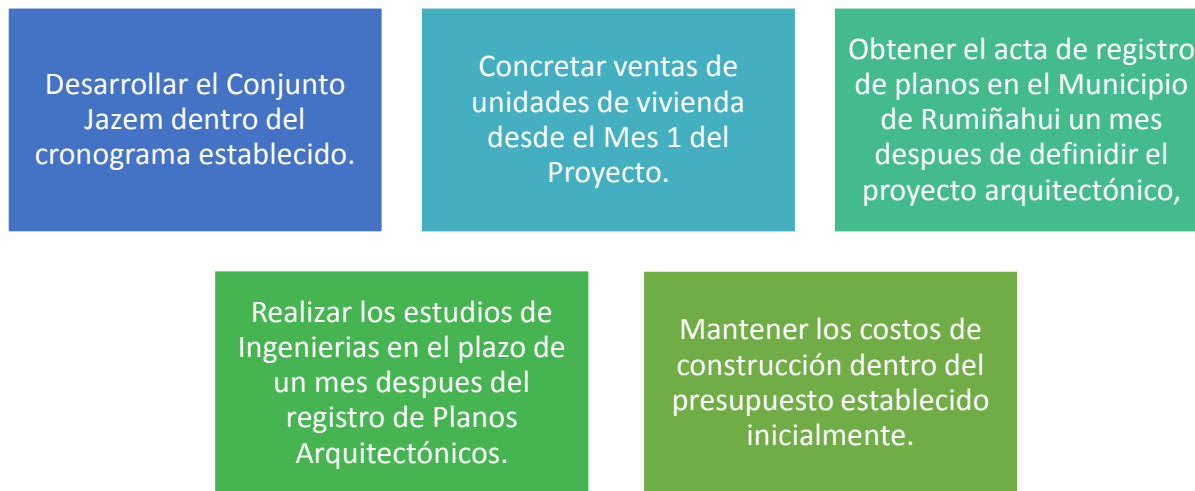 Desarrollar el Conjunto
Jazem dentro del
cronograma establecido.
Concretar ventas de
unidades de vivienda
desde el Mes 1 del
Proyecto.
Obtener el acta de registro
de planos en el Municipio
de Rumiñahui un mes
despues de definidir el
proyecto arquitectónico,
Realizar los estudios de
Ingenierias en el plazo de
un mes despues del
registro de Planos
Arquitectónicos.
Mantener los costos de
construcción dentro del
presupuesto establecido
inicialmente.